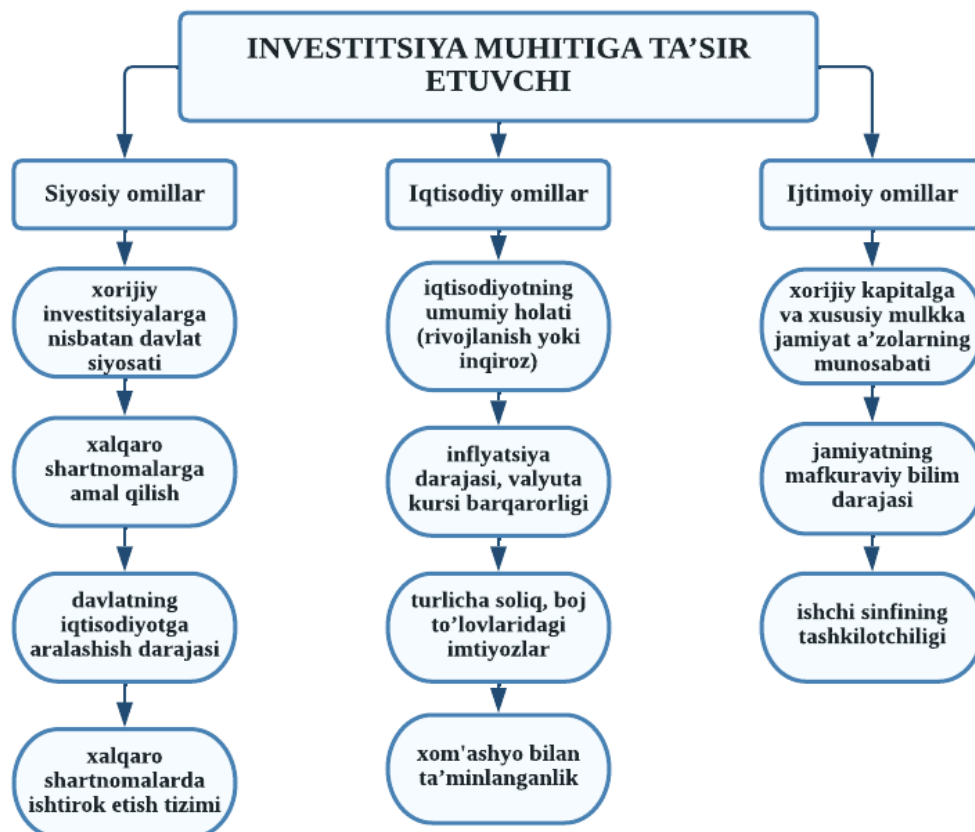 INVESTITSIYA MUHITIGA TA’SIR
ETUVCHI
Siyosiy omillar
xorijiy
investitsiyalarga
nisbatan davlat
siyosati
xalqaro
shartnomalarga
amal qilish
davlatning
iqtisodiyotga
aralashish darajasi
xalqaro
shartnomalarda
ishtirok etish tizimi
Iqtisodiy omillar
iqtisodiyotning
umumiy holati
(rivojlanish yoki
inqiroz)
inflyatsiya
darajasi, valyuta
kursi barqarorligi
turlicha soliq, boj
to’lovlaridagi
imtiyozlar
xom'ashyo bilan
ta’minlanganlik
Ijtimoiy omillar
xorijiy kapitalga
va xususiy mulkka
jamiyat a’zolarning
munosabati
jamiyatning
mafkuraviy bilim
darajasi
ishchi sinfining
tashkilotchiligi